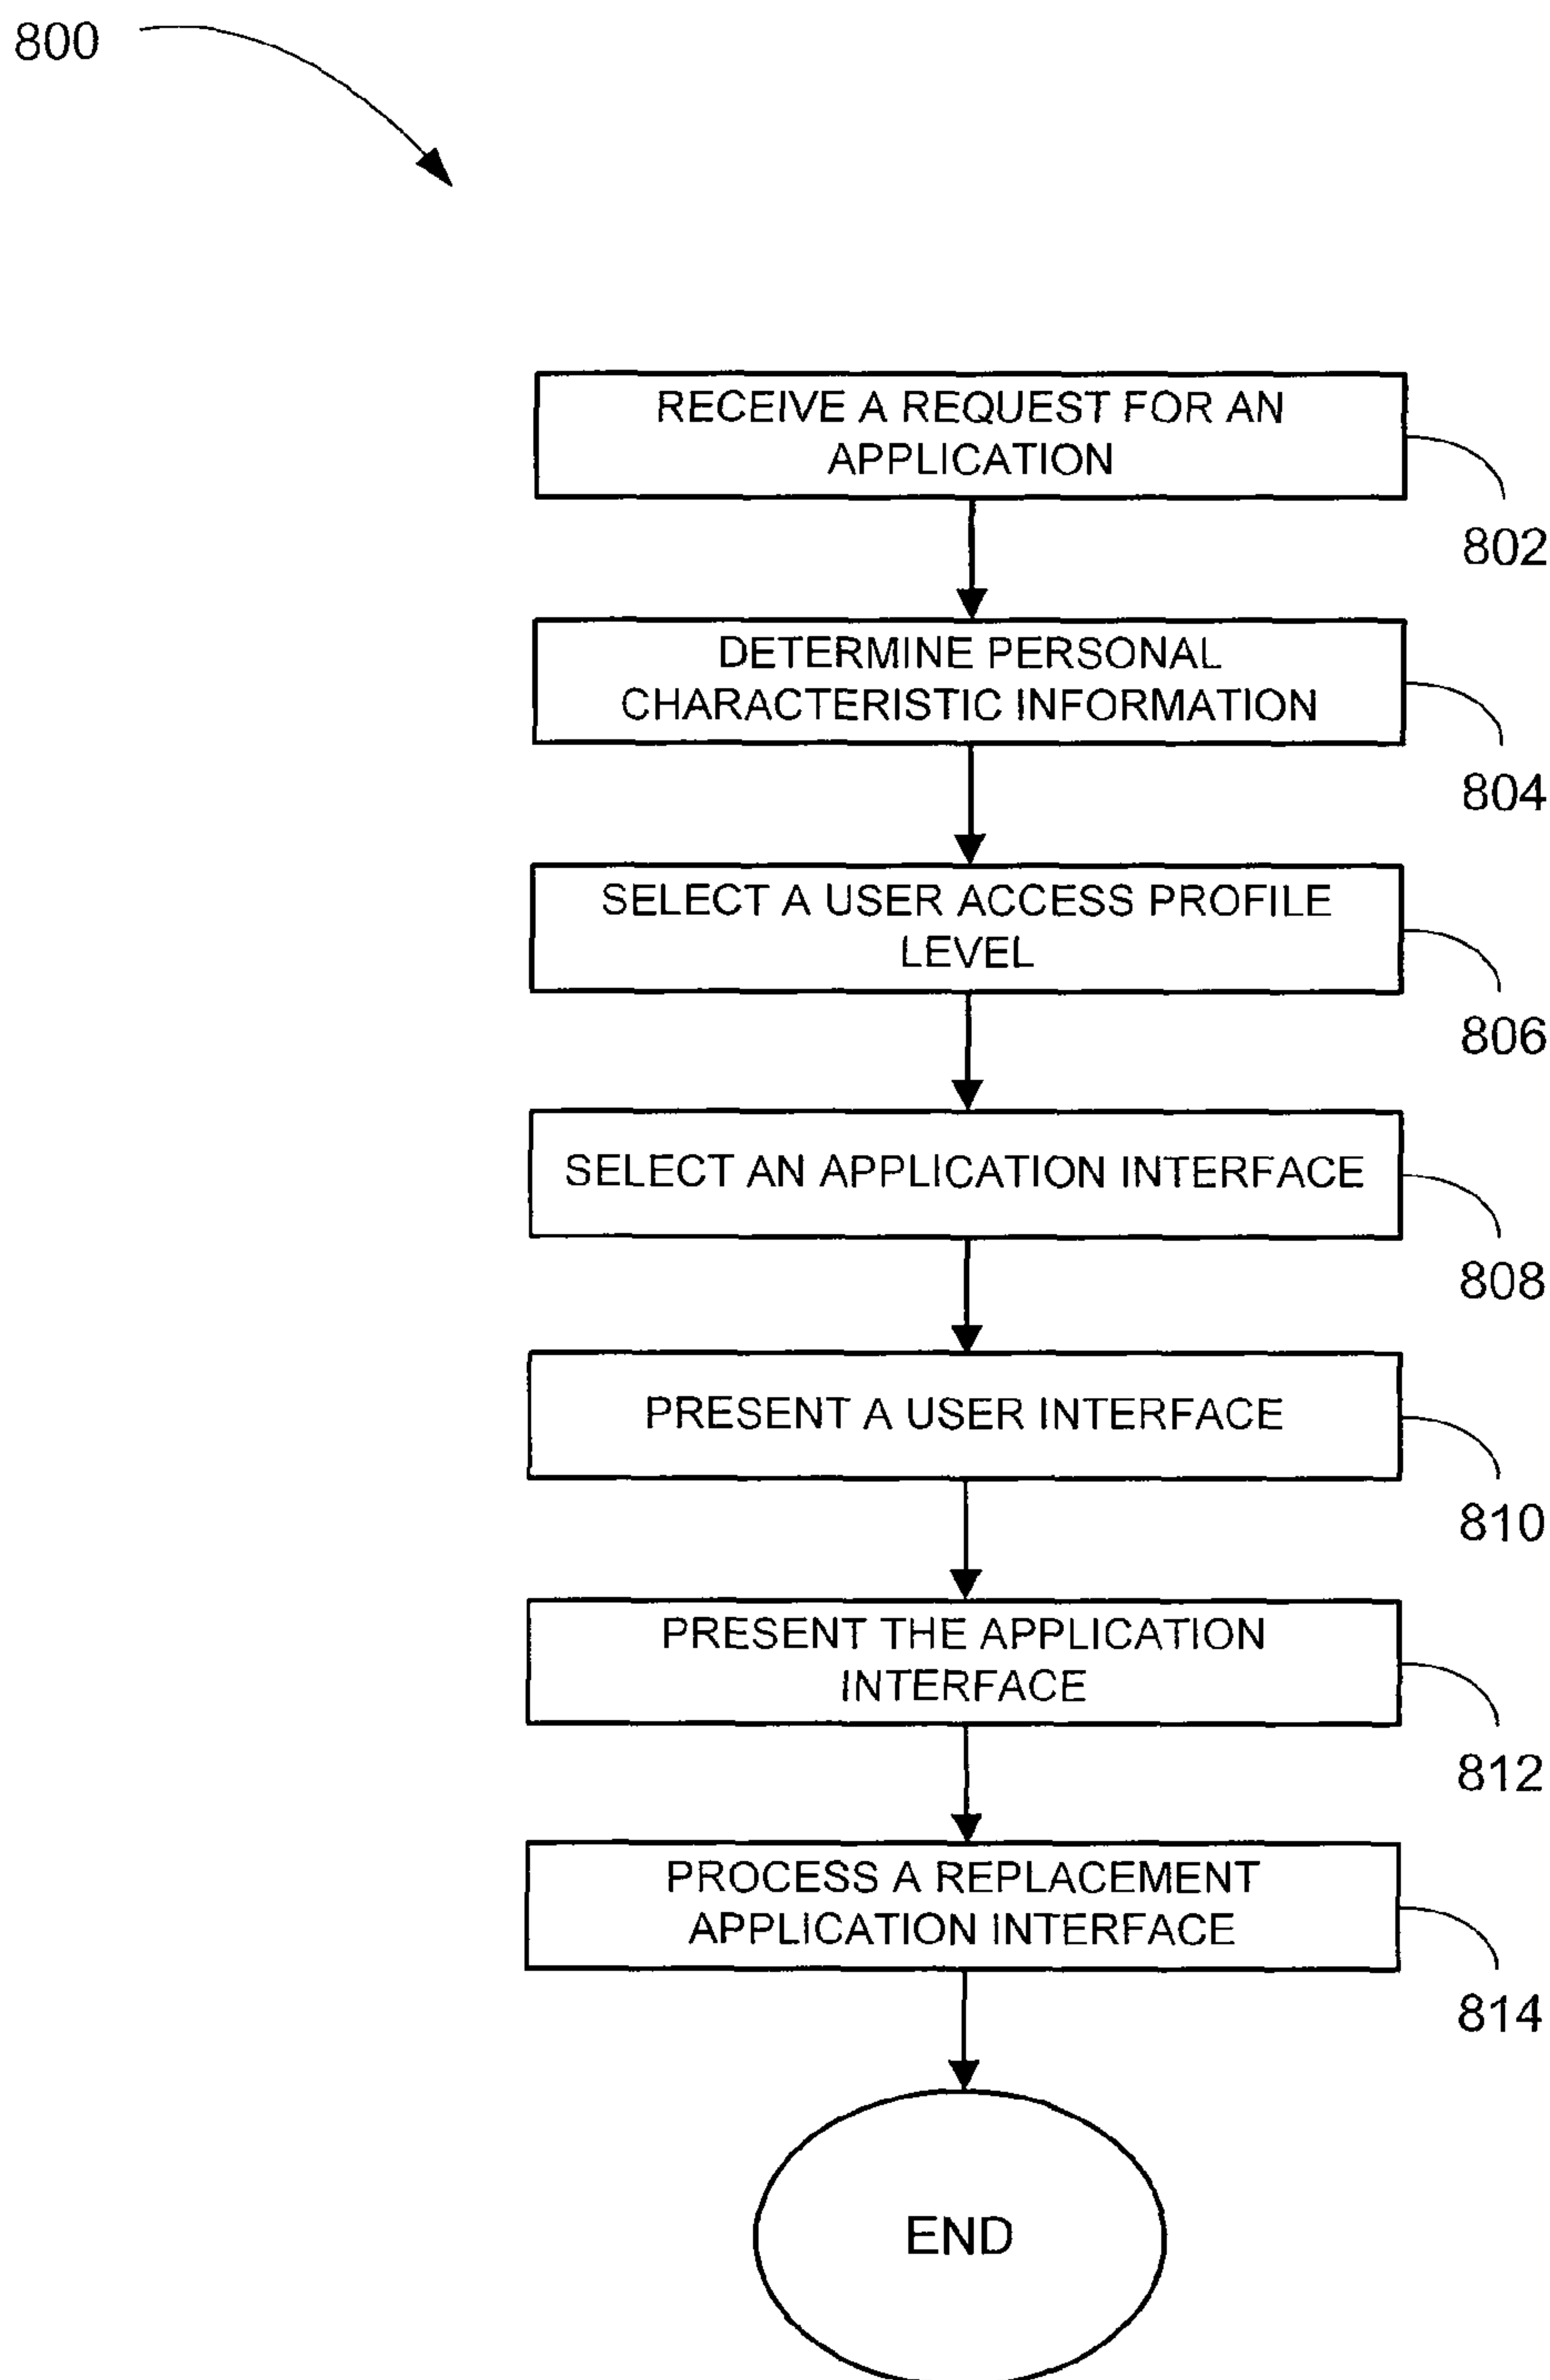 800
RECEIVE A REQUEST FOR AN
APPLICATION
802
DETERMINE PERSONAL
CHARACTERISTIC INFORMATION
804
SELECT A USER ACCESS PROFILE
LEVEL
806
SELECT AN APPLICATION INTERFACE
808
PRESENT A USER INTERFACE
810
PRESENT THE APPLICATION
INTERFACE
812
PROCESS A REPLACEMENT
APPLICATION INTERFACE
814
END